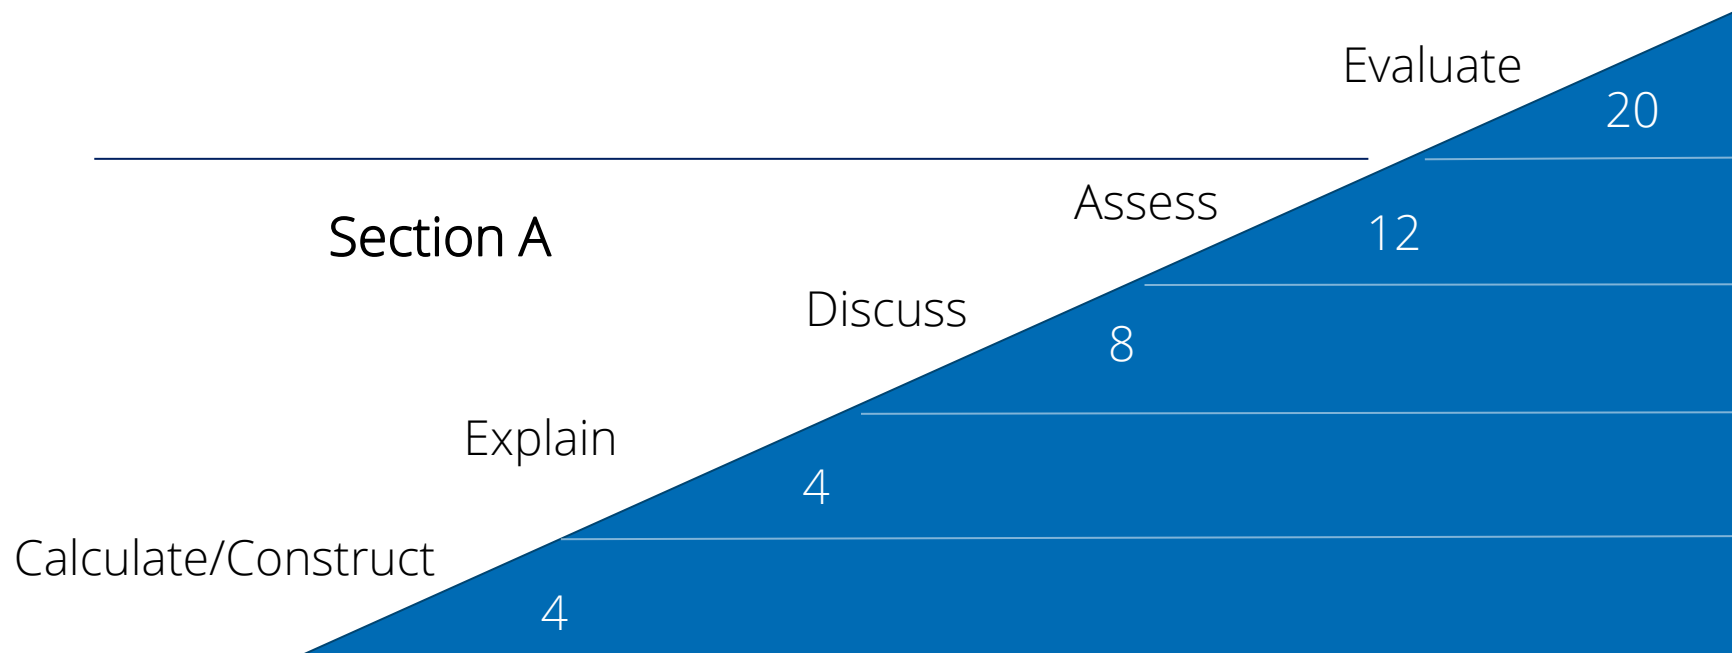 Evaluate
20
Assess
12
Section A
Discuss
8
Explain
4
Calculate/Construct
4